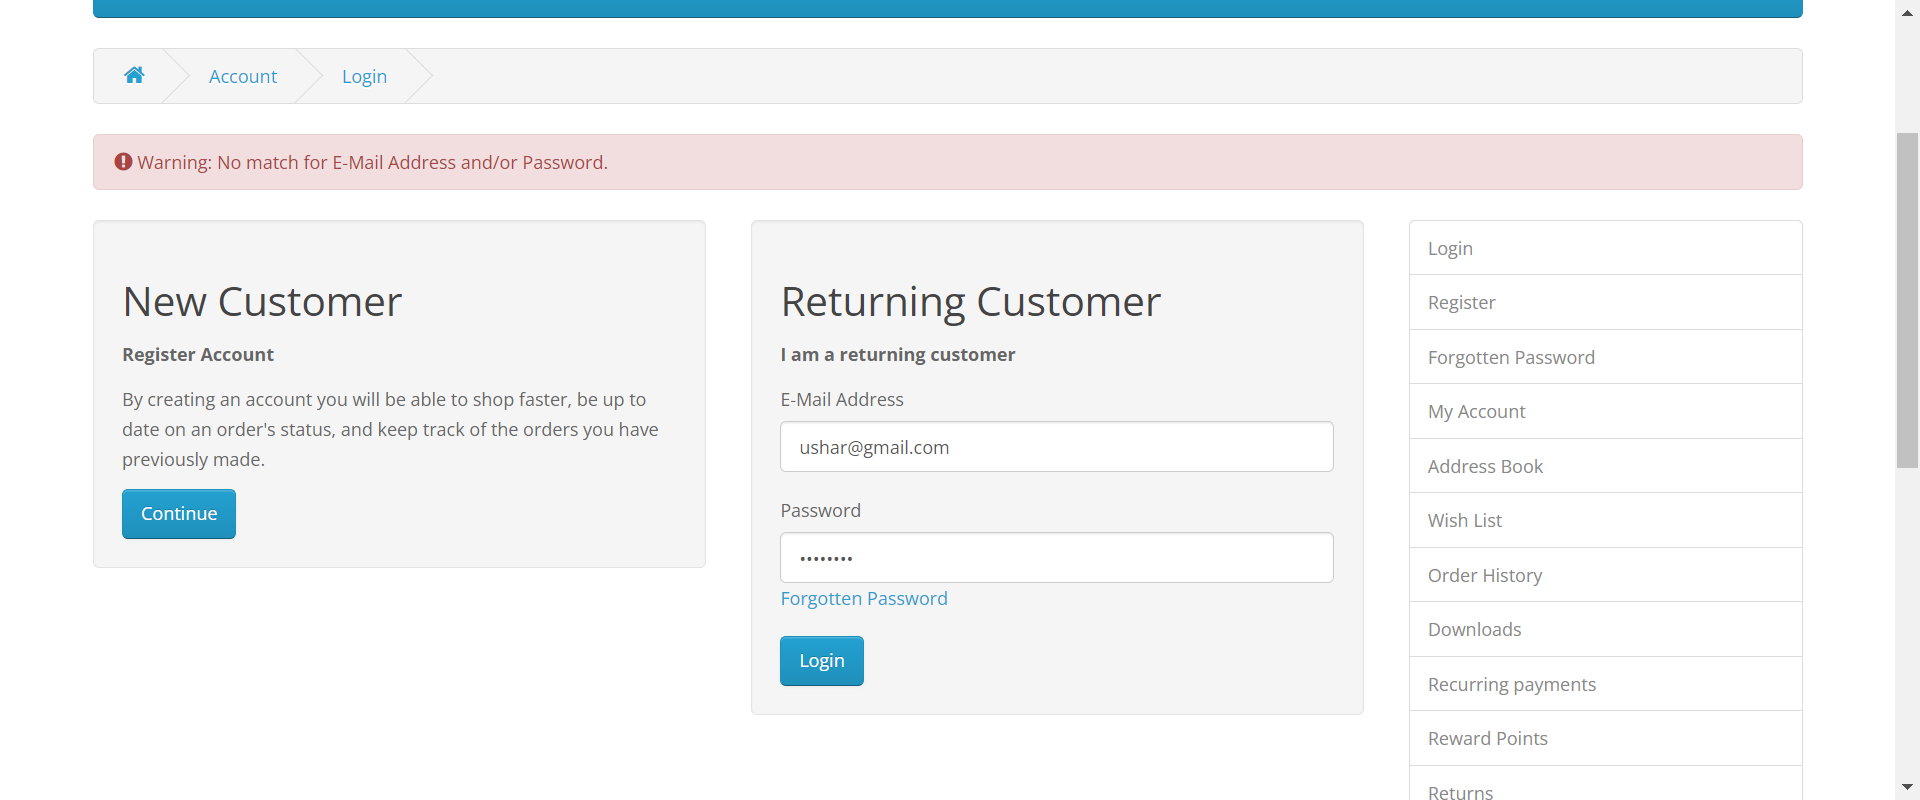 Account
Login
Warning: No match for E-Mail Address and/or Password.
New Customer
Register Account
By creating an account you will be able to shop faster, be up to
date on an order's status, and keep track of the orders you have
previously made.
Continue
Returning Customer
I am a returning customer
E-Mail Address
ushar@gmail.com
Password
••••••••
Forgotten Password
Login
Login
Register
Forgotten Password
My Account
Address Book
Wish List
Order History
Downloads
Recurring payments
Reward Points
Returns